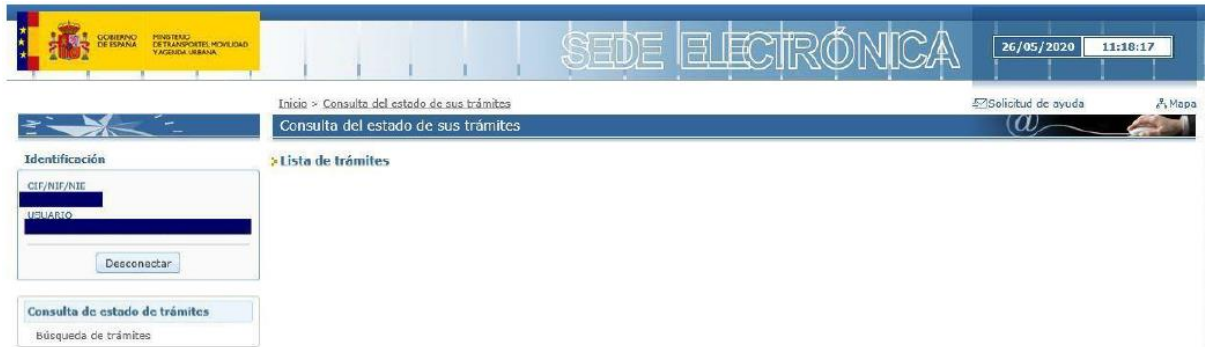 GOBIERNO
DE ESPAÑA
MINISTERIO
DE TRANSPORTES, MOVILIDAD
Y AGENDA URBANA
SEDE ELECTRÓNICA
26/05/2020 11:18:17
Inicio > Consulta del estado de sus trámites
Solicitud de ayuda
Mapa
Consulta del estado de sus trámites
Identificación
CIF/NIF/NIE
USUARIO
Desconectar
Consulta de estado de trámites
Búsqueda de trámites
Lista de trámites